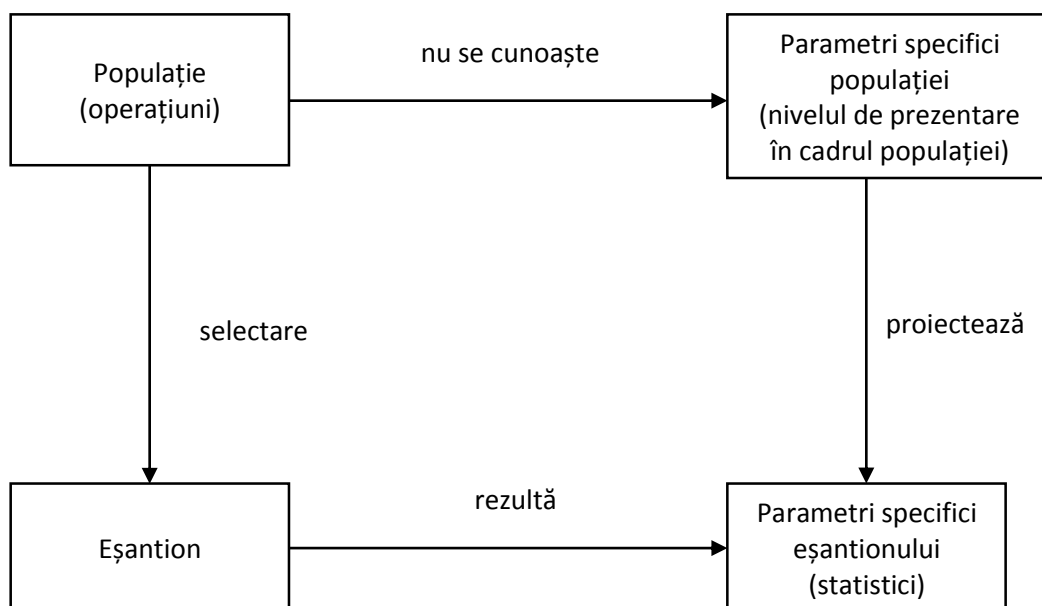 Populație
(operațiuni)
nu se cunoaște
Parametri specifici
populației
(nivelul de prezentare
în cadrul populației)
selectare
proiectează
Eșantion
rezultă
Parametri specifici
eșantionului
(statistici)